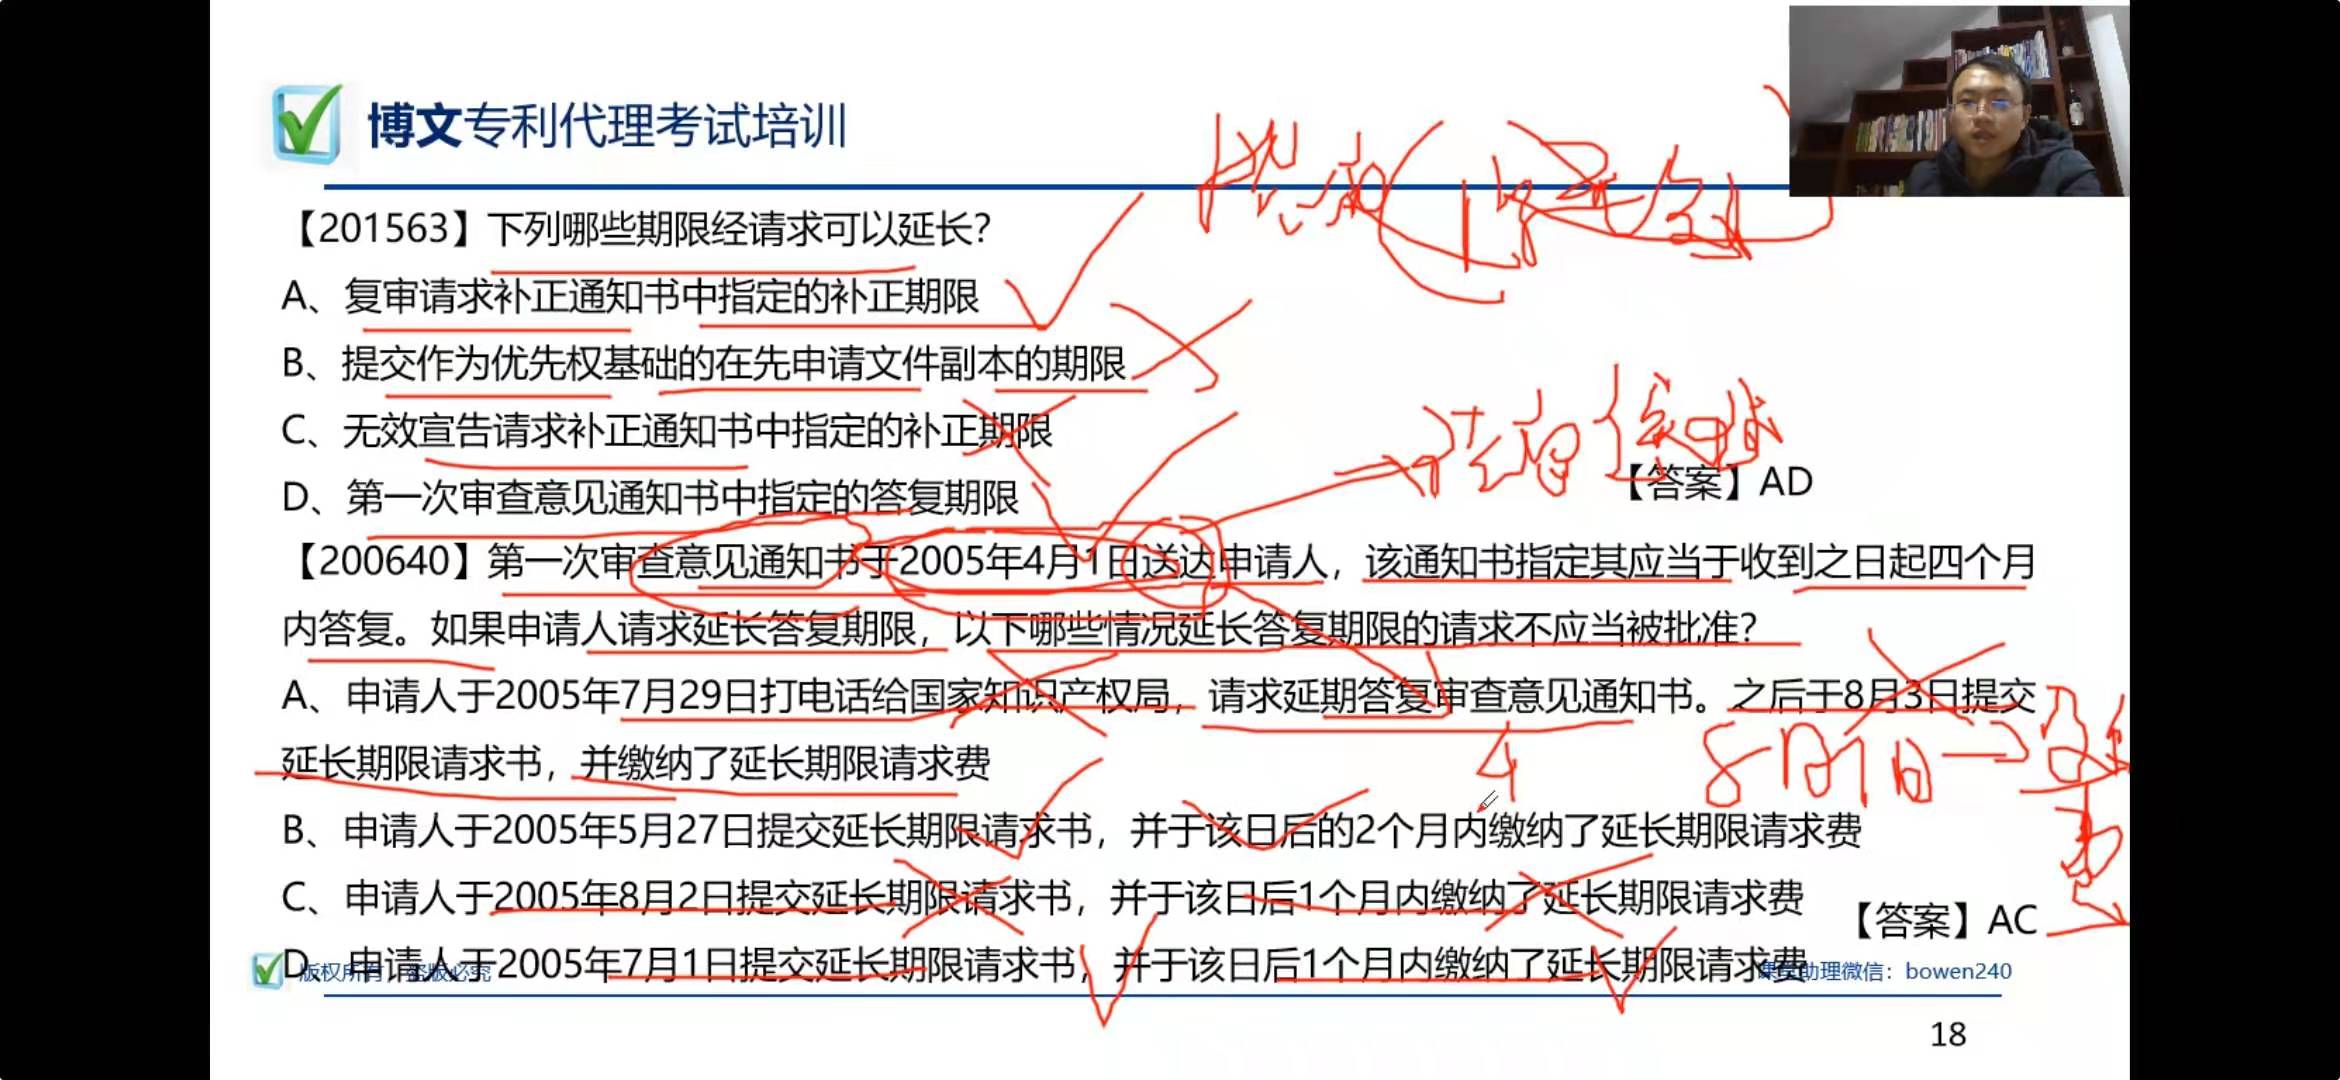 博文专利代理考试培训
【201563】下列哪些期限经请求可以延长?
A、复审请求补正通知书中指定的补正期限
B、提交作为优先权基础的在先申请文件副本的期限
C、无效宣告请求补正通知书中指定的补正期限
D、第一次审查意见通知书中指定的答复期限
【答案】AD
【200640】第一次审查意见通知书于2005年4月1日送达申请人，该通知书指定其应当于收到之日起四个月
内答复。如果申请人请求延长答复期限，以下哪些情况延长答复期限的请求不应当被批准?
A、申请人于2005年7月29日打电话给国家知识产权局，请求延期答复审查意见通知书。之后于8月3日提交
4
8月1日
延长期限请求书，并缴纳了延长期限请求费
B、申请人于2005年5月27日提交延长期限请求书，并于该日后的2个月内缴纳了延长期限请求费
C、申请人于2005年8月2日提交延长期限请求书，并于该日后1个月内缴纳了延长期限请求费
【答案】AC
D、申请人于2005年7月1日提交延长期限请求书，并于该日后1个月内缴纳了延长期限请求费
版权所有，盗版必究
课堂助理微信：bowen240
18